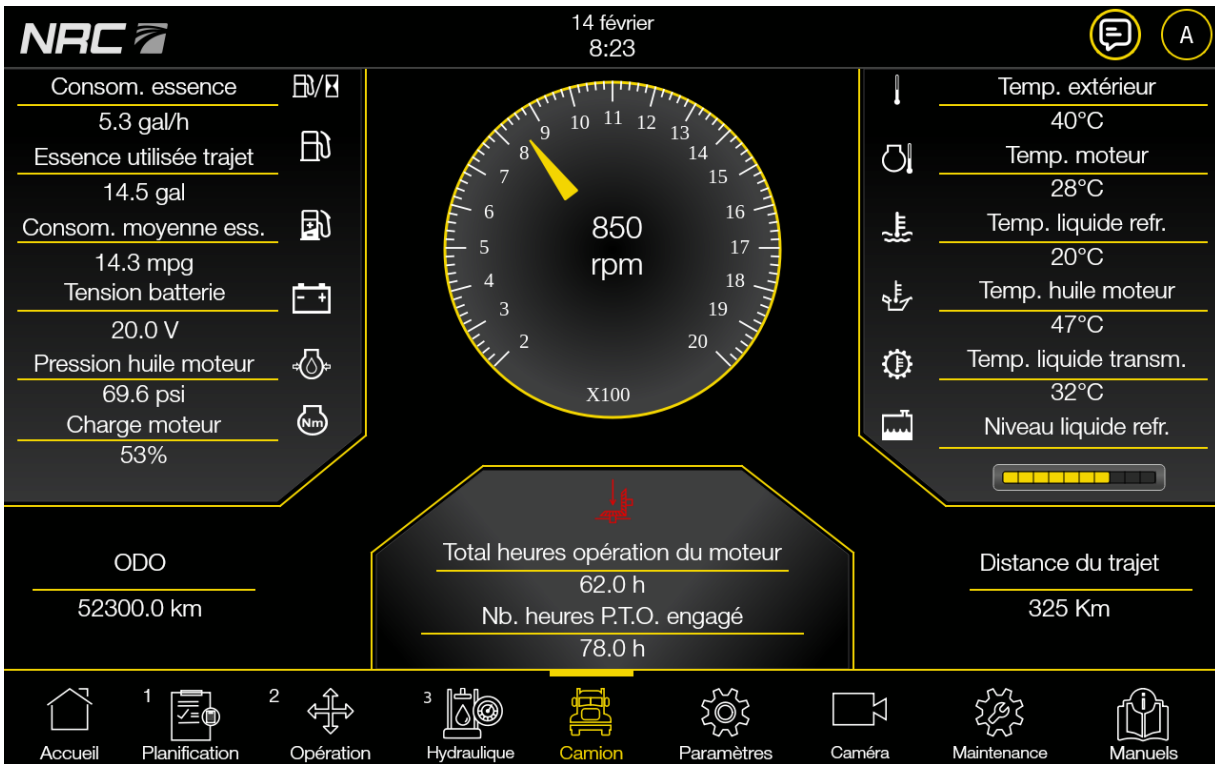 NRC
14 février
8:23
A
Consom. essence
5.3 gal/h
Essence utilisée trajet
14.5 gal
Consom. moyenne ess.
14.3 mpg
Tension batterie
20.0 V
Pression huile moteur
69.6 psi
Charge moteur
Nm
53%
2
3
4
5
6
7
8
9
10
11
12
13
14
15
16
17
18
19
20
850
rpm
X100
Temp. extérieur
40°C
Temp. moteur
28°C
Temp. liquide refr.
20°C
Temp. huile moteur
47°C
Temp. liquide transm.
32°C
Niveau liquide refr.
ODO
52300.0 km
Total heures opération du moteur
62.0 h
Nb. heures P.T.O. engagé
78.0 h
Distance du trajet
325 Km
1 2 3
Accueil Planification Opération Hydraulique Camion Paramètres Caméra Maintenance Manuels